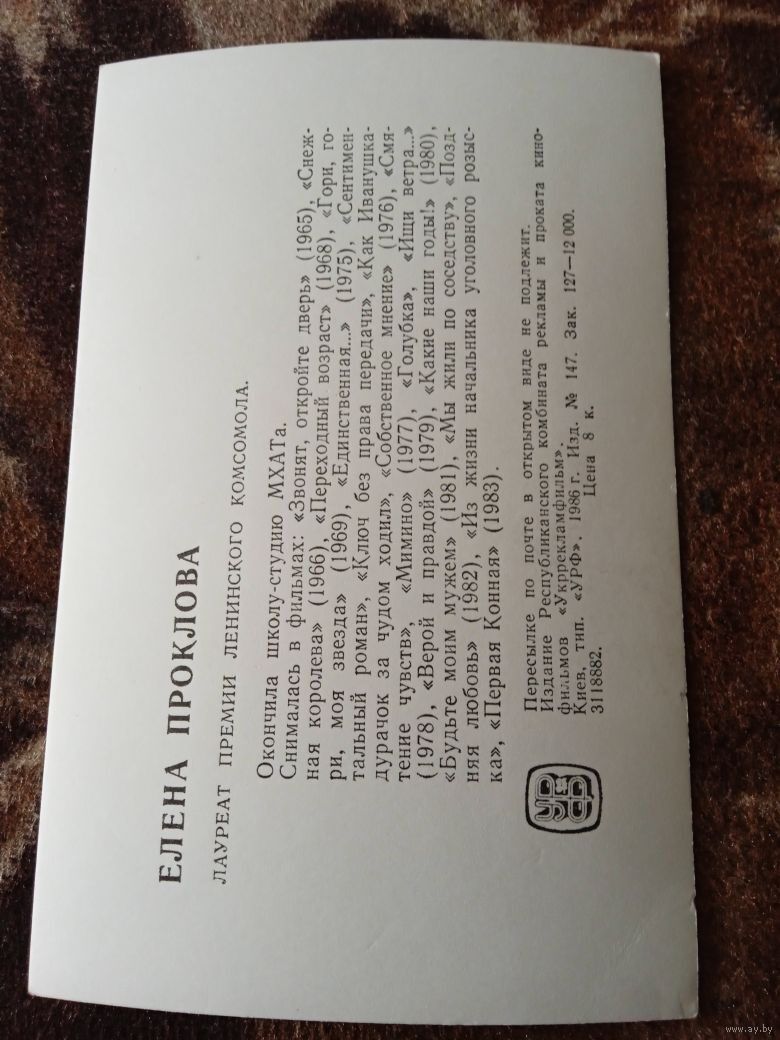 ЕЛЕНА ПРОКЛОВА
ЛАУРЕАТ ПРЕМИИ ЛЕНИНСКОГО КОМСОМОЛА.
Окончила школу-студию МХАТа.
Снималась в фильмах: «Звонят, откройте дверь» (1965), «Снеж-
ная королева» (1966), «Переходный возраст» (1968), «Гори, го-
ри, моя звезда» (1969), «Единственная...» (1975), «Сентимен-
тальный роман», «Ключ без права передачи», «Как Иванушка-
дурачок за чудом ходил», «Собственное мнение» (1976), «Смя-
тение чувств», «Мимино» (1977), «Голубка», «Ищи ветра...»
(1978), «Верой и правдой» (1979), «Какие наши годы!» (1980),
«Будьте моим мужем» (1981), «Мы жили по соседству», «Позд-
няя любовь» (1982), «Из жизни начальника уголовного розыс-
ка», «Первая Конная» (1983).
Пересылке по почте в открытом виде не подлежит.
Издание Республиканского комбината рекламы и проката кино-
фильмов «Укррекламфильм».
Киев, тип. «УРФ». 1986 г. Изд. № 147. Зак. 127—12 000.
3118882. Цена 8 к.
УР
Ф
www.ay.by